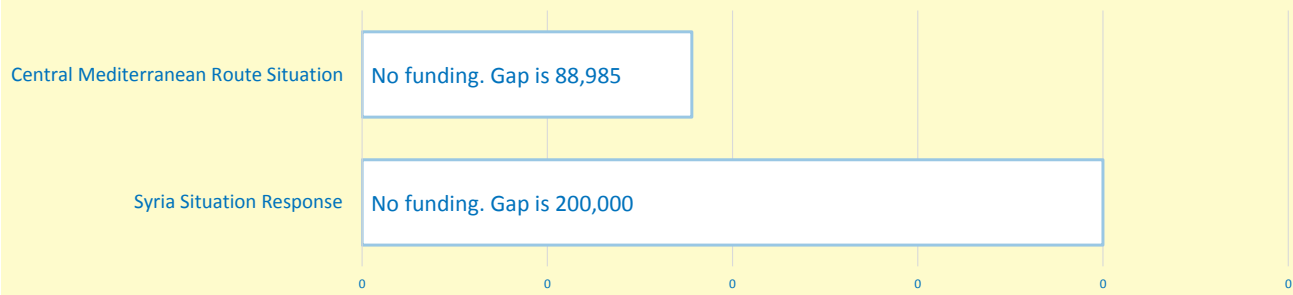 Central Mediterranean Route Situation
No funding. Gap is 88,985
Syria Situation Response
No funding. Gap is 200,000
0 0 0 0 0 0